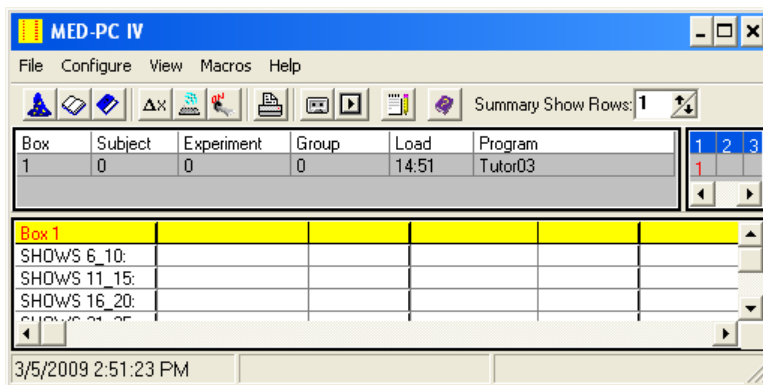 MED-PC IV
File Configure View Macros Help
Δx ON Summary Show Rows: 1
Box Subject Experiment Group Load Program 1 2 3
1 0 0 0 14:51 Tutor03 1
Box 1
SHOWS 6_10:
SHOWS 11_15:
SHOWS 16_20:
3/5/2009 2:51:23 PM